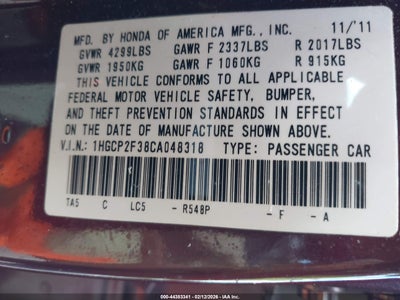 MFD. BY HONDA OF AMERICA MFG., INC. 11/'11
GVWR 4299LBS GAWR F 2337LBS R 2017LBS
GVWR 1950KG GAWR F 1060KG R 915KG
THIS VEHICLE CONFORMS TO ALL APPLICABLE
FEDERAL MOTOR VEHICLE SAFETY, BUMPER,
AND THEFT PREVENTION STANDARDS IN EFFECT
ON THE DATE OF MANUFACTURE SHOWN ABOVE.
V.I.N.: 1HGCP2F38CA048318 TYPE: PASSENGER CAR
TA5 C LC5 - R548P - F - A
000-44353341 - 02/12/2026 - IAA, Inc.